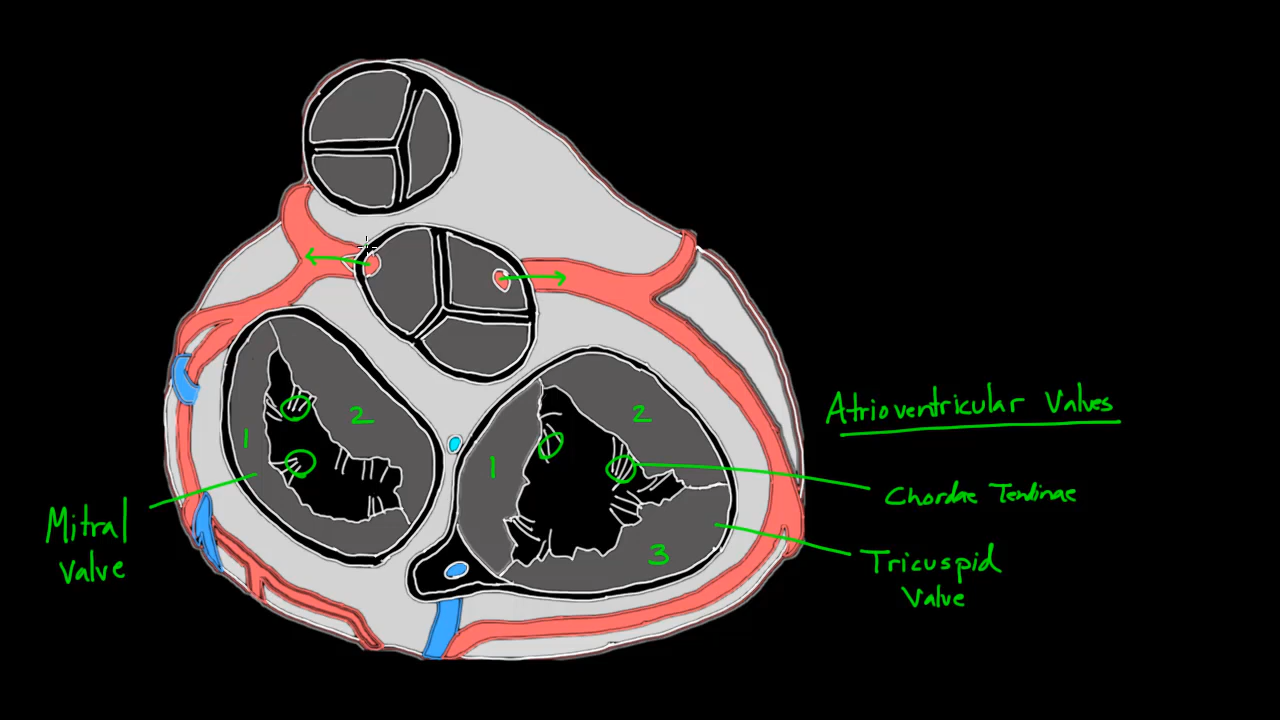 Atrioventricular Valves
2
1
2
1
Chordae Tendinae
Mitral
Valve
3
Tricuspid
Valve